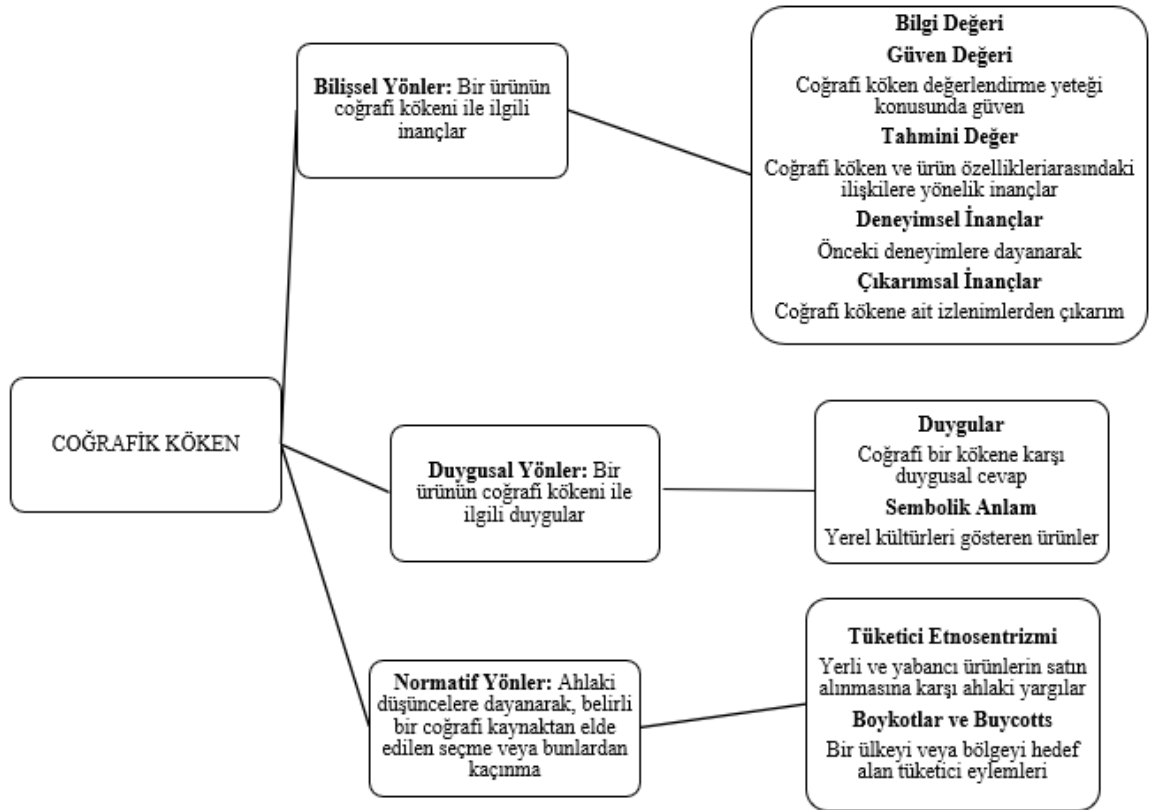 COĞRAFİK KÖKEN
Bilişsel Yönler: Bir ürünün
coğrafi kökeni ile ilgili
inançlar
Bilgi Değeri
Güven Değeri
Coğrafi köken değerlendirme yeteği
konusunda güven
Tahmini Değer
Coğrafi köken ve ürün özellikleriarasındaki
ilişkilere yönelik inançlar
Deneyimsel İnançlar
Önceki deneyimlere dayanarak
Çıkarımsal İnançlar
Coğrafi kökene ait izlenimlerden çıkarım
Duygusal Yönler: Bir
ürünün coğrafi kökeni ile
ilgili duygular
Duygular
Coğrafi bir kökene karşı
duygusal cevap
Sembolik Anlam
Yerel kültürleri gösteren ürünler
Normatif Yönler: Ahlaki
düşüncelere dayanarak, belirli
bir coğrafi kaynaktan elde
edilen seçme veya bunlardan
kaçınma
Tüketici Etnosentrizmi
Yerli ve yabancı ürünlerin satın
alınmasına karşı ahlaki yargılar
Boykotlar ve Buycotts
Bir ülkeyi veya bölgeyi hedef
alan tüketici eylemleri